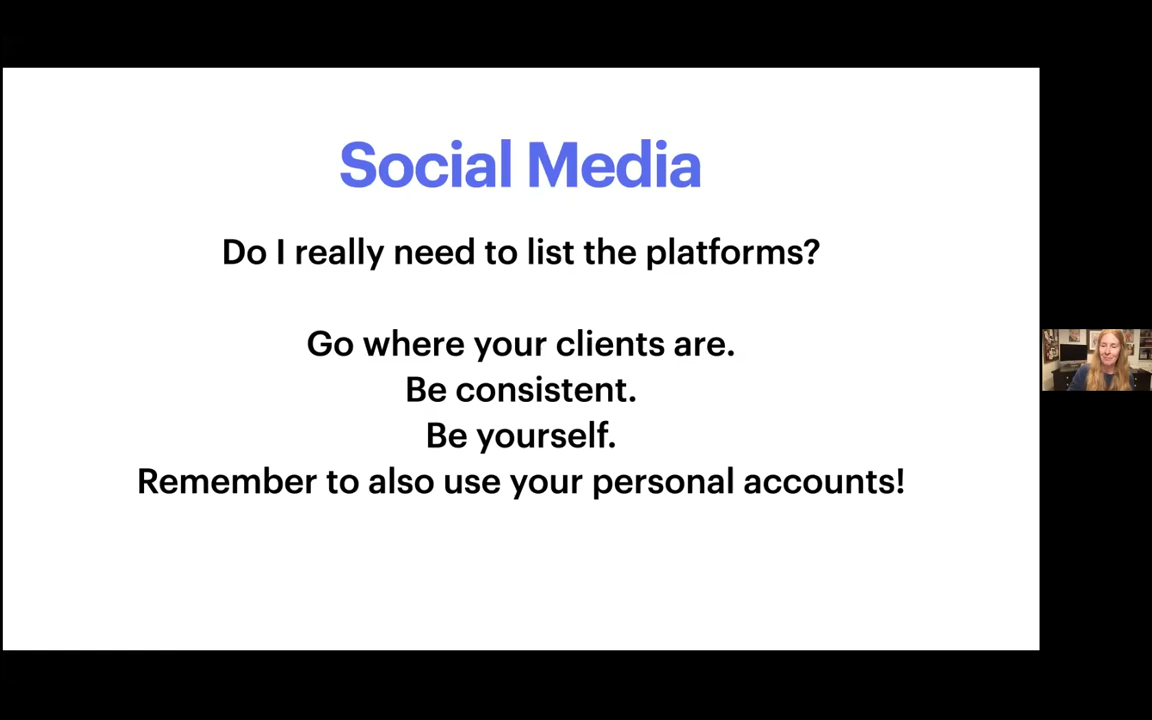 Social Media
Do I really need to list the platforms?
Go where your clients are.
Be consistent.
Be yourself.
Remember to also use your personal accounts!